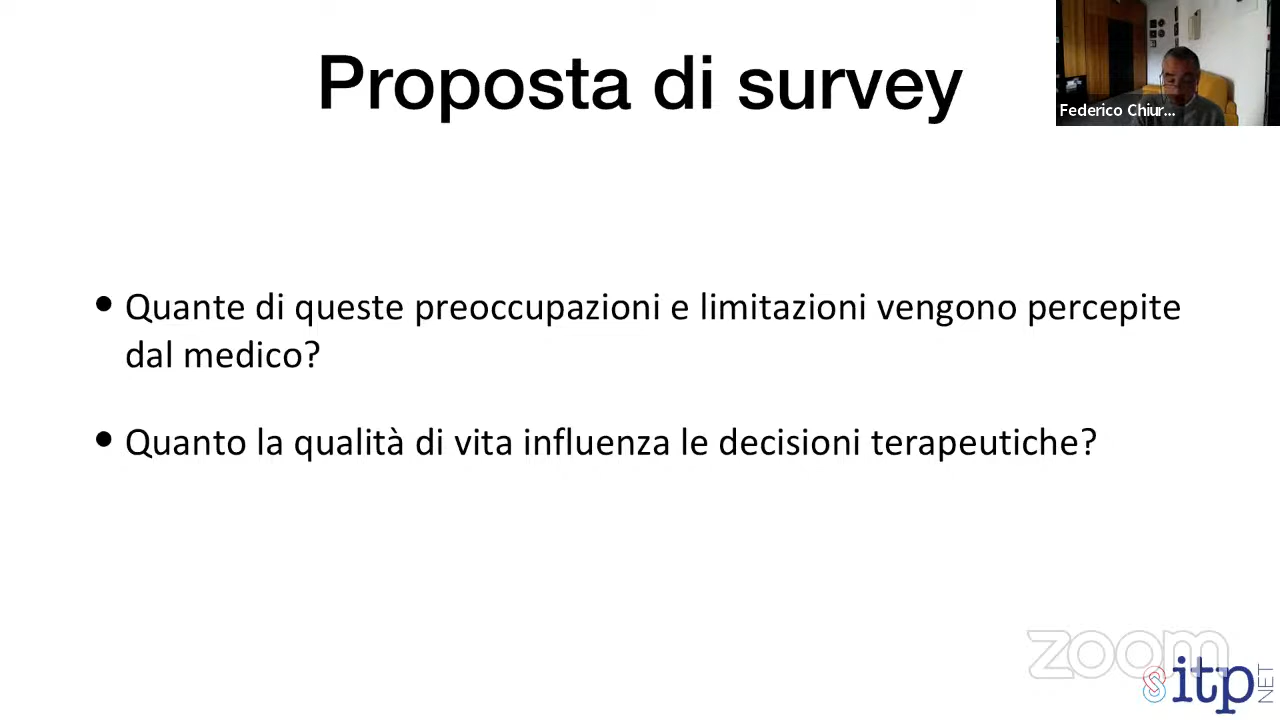 Proposta di survey
Federico Chiur...
• Quante di queste preoccupazioni e limitazioni vengono percepite
dal medico?
• Quanto la qualità di vita influenza le decisioni terapeutiche?
zoom
itp
NET